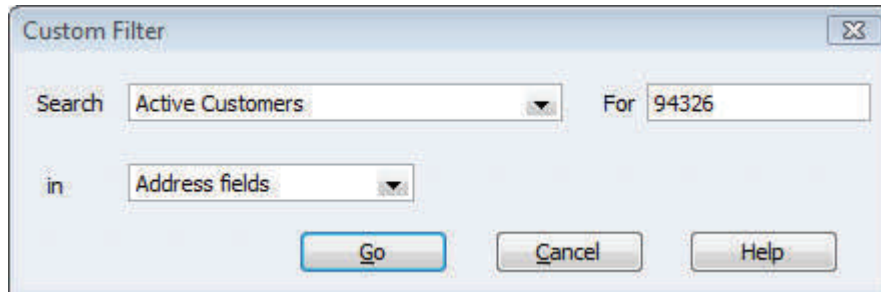 Custom Filter
Search Active Customers For 94326
in Address fields
Go Cancel Help